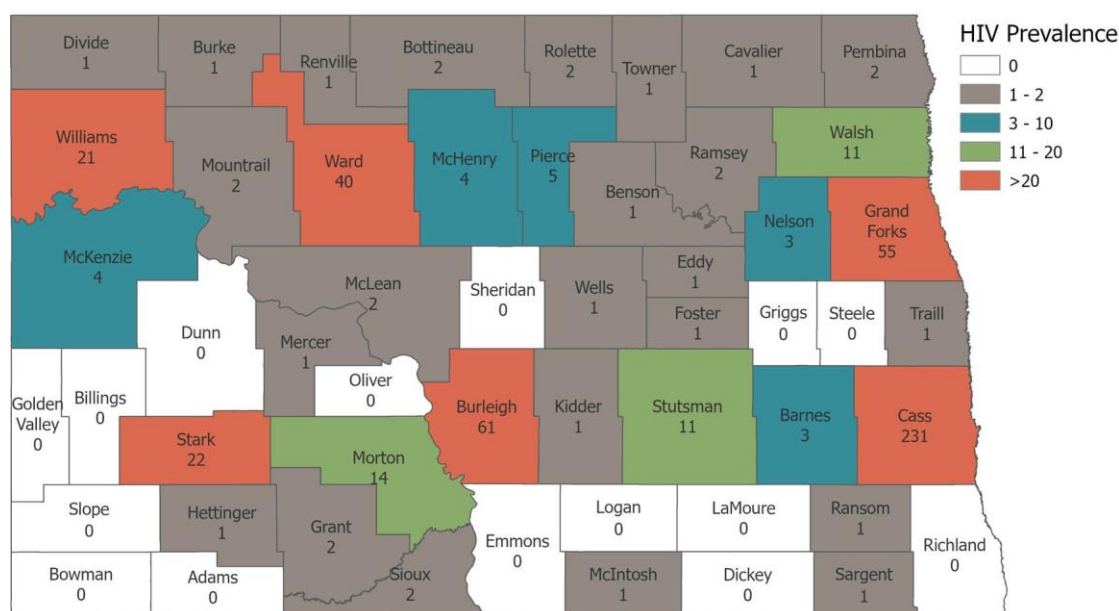 HIV Prevalence
0
1 - 2
3 - 10
11 - 20
>20
Divide
1
Burke
1
Renville
1
Bottineau
2
Rolette
2
Towner
1
Cavalier
1
Pembina
2
Williams
21
Mountrail
2
Ward
40
McHenry
4
Pierce
5
Benson
1
Ramsey
2
Walsh
11
McKenzie
4
Nelson
3
Grand
Forks
55
Dunn
0
McLean
2
Sheridan
0
Wells
1
Eddy
1
Foster
1
Griggs
0
Steele
0
Traill
1
Mercer
1
Oliver
0
Golden
Valley
0
Billings
0
Stark
22
Morton
14
Burleigh
61
Kidder
1
Stutsman
11
Barnes
3
Cass
231
Slope
0
Hettinger
1
Grant
2
Emmons
0
Logan
0
LaMoure
0
Ransom
1
Richland
0
Bowman
0
Adams
0
Sioux
2
McIntosh
1
Dickey
0
Sargent
1